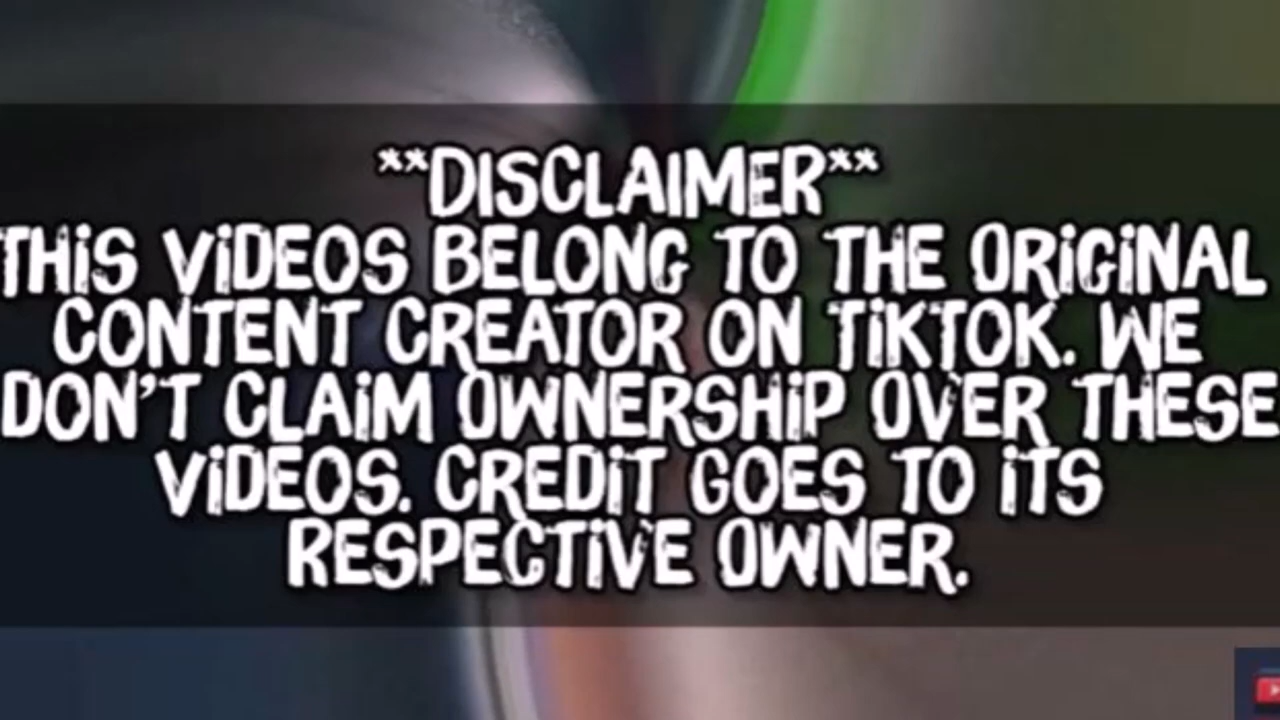 **DISCLAIMER**
THIS VIDEOS BELONG TO THE ORIGINAL
CONTENT CREATOR ON TIKTOK. WE
DON'T CLAIM OWNERSHIP OVER THESE
VIDEOS. CREDIT GOES TO ITS
RESPECTIVE OWNER.